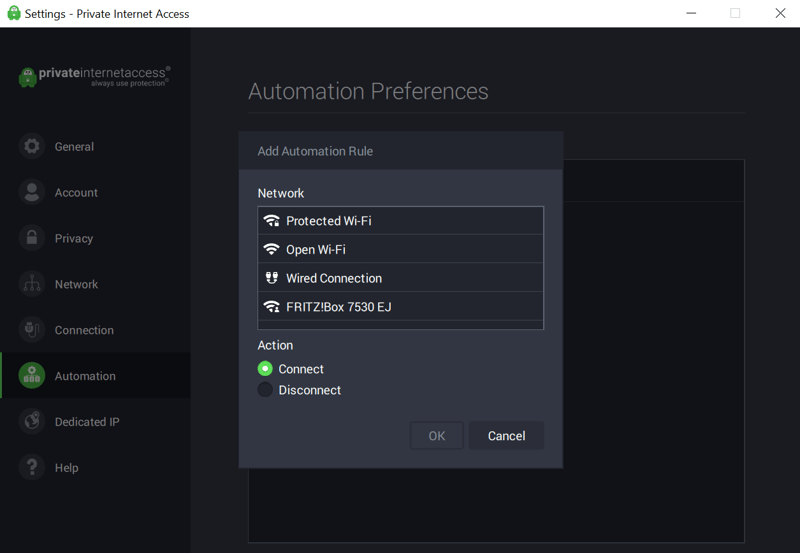 Settings - Private Internet Access
privateinternetaccess®
always use protection®
General
Account
Privacy
Network
Connection
Automation
Dedicated IP
Help
Automation Preferences
Add Automation Rule
Network
Protected Wi-Fi
Open Wi-Fi
Wired Connection
FRITZ!Box 7530 EJ
Action
Connect
Disconnect
OK
Cancel